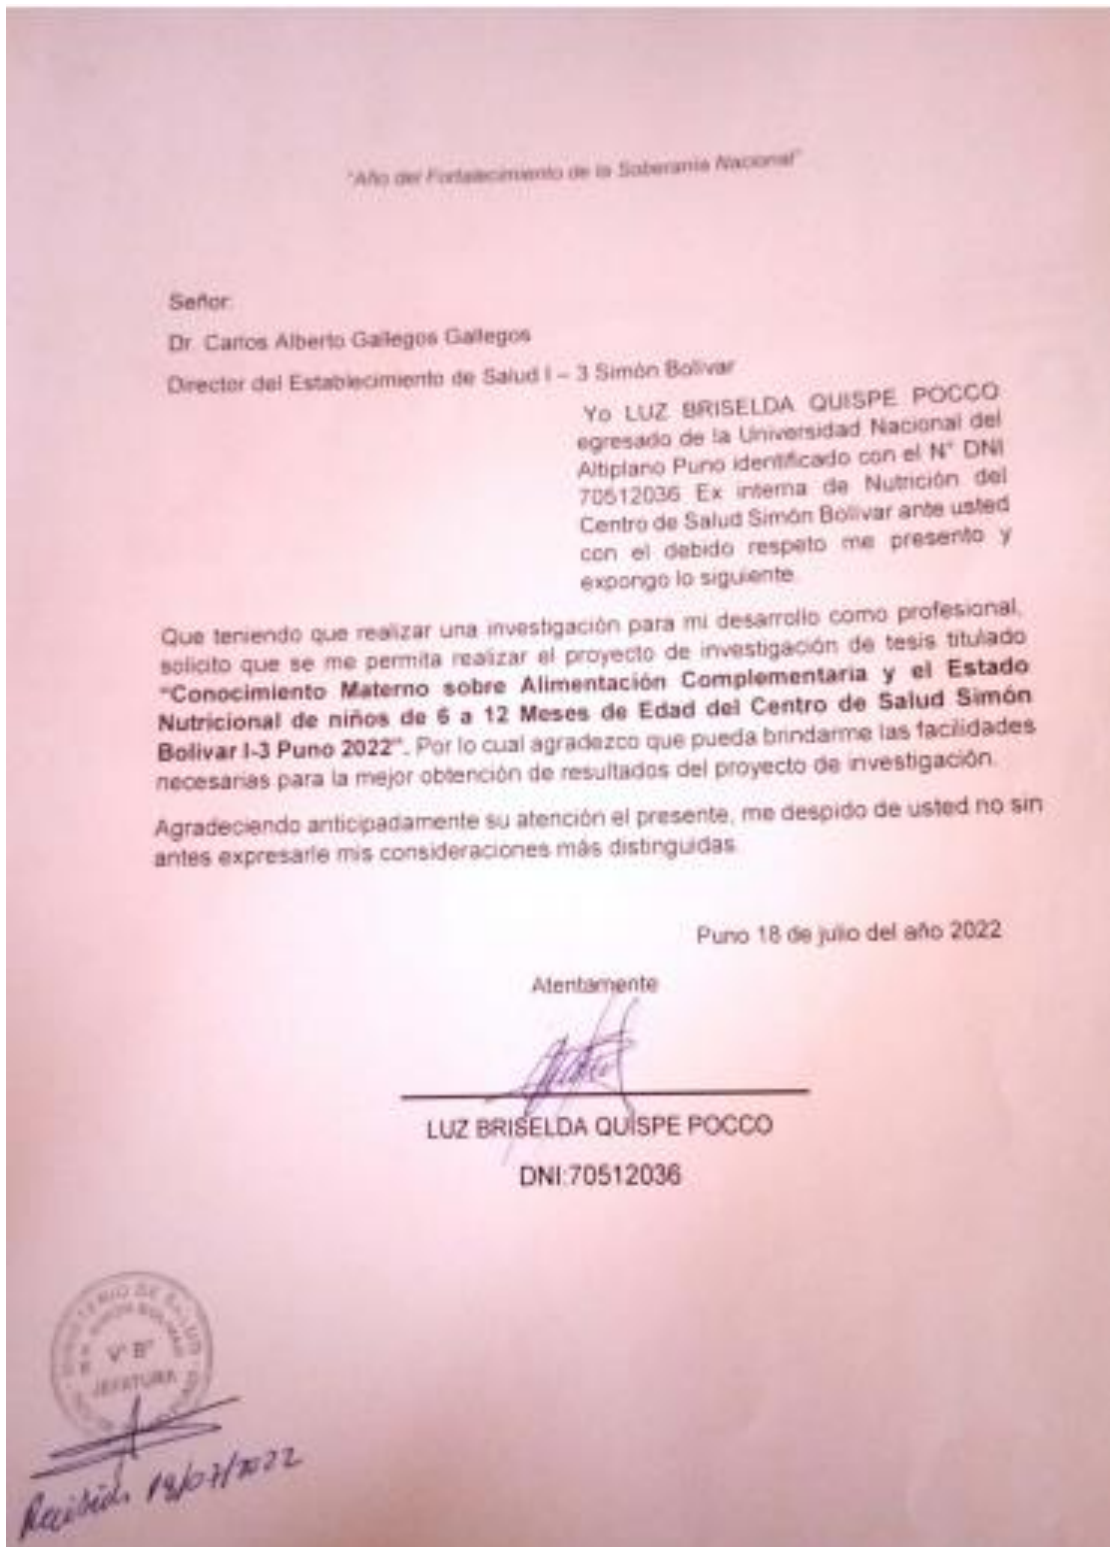 "Año del Fortalecimiento de la Soberanía Nacional"
Señor:
Dr. Carlos Alberto Gallegos Gallegos
Director del Establecimiento de Salud I – 3 Simón Bolívar
Yo LUZ BRISELDA QUISPE POCCO
egresado de la Universidad Nacional del
Altiplano Puno identificado con el N° DNI
70512036 Ex interna de Nutrición del
Centro de Salud Simón Bolívar ante usted
con el debido respeto me presento y
expongo lo siguiente.
Que teniendo que realizar una investigación para mi desarrollo como profesional,
solicito que se me permita realizar el proyecto de investigación de tesis titulado
"Conocimiento Materno sobre Alimentación Complementaria y el Estado
Nutricional de niños de 6 a 12 Meses de Edad del Centro de Salud Simón
Bolívar I-3 Puno 2022". Por lo cual agradezco que pueda brindarme las facilidades
necesarias para la mejor obtención de resultados del proyecto de investigación.
Agradeciendo anticipadamente su atención el presente, me despido de usted no sin
antes expresarle mis consideraciones más distinguidas.
Puno 18 de julio del año 2022
Atentamente
LUZ BRISELDA QUISPE POCCO
DNI:70512036
MINISTERIO DE SALUD
SIMON BOLIVAR
V° B°
JEFATURA
Recibido 19/07/2022